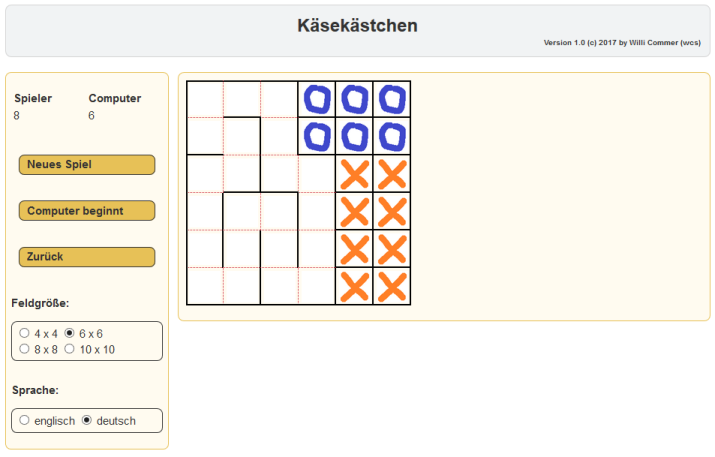 Käsekästchen
Version 1.0 (c) 2017 by Willi Commer (wcs)
Spieler Computer
8 6
Neues Spiel
Computer beginnt
Zurück
Feldgröße:
4 x 4 6 x 6
8 x 8 10 x 10
Sprache:
englisch deutsch